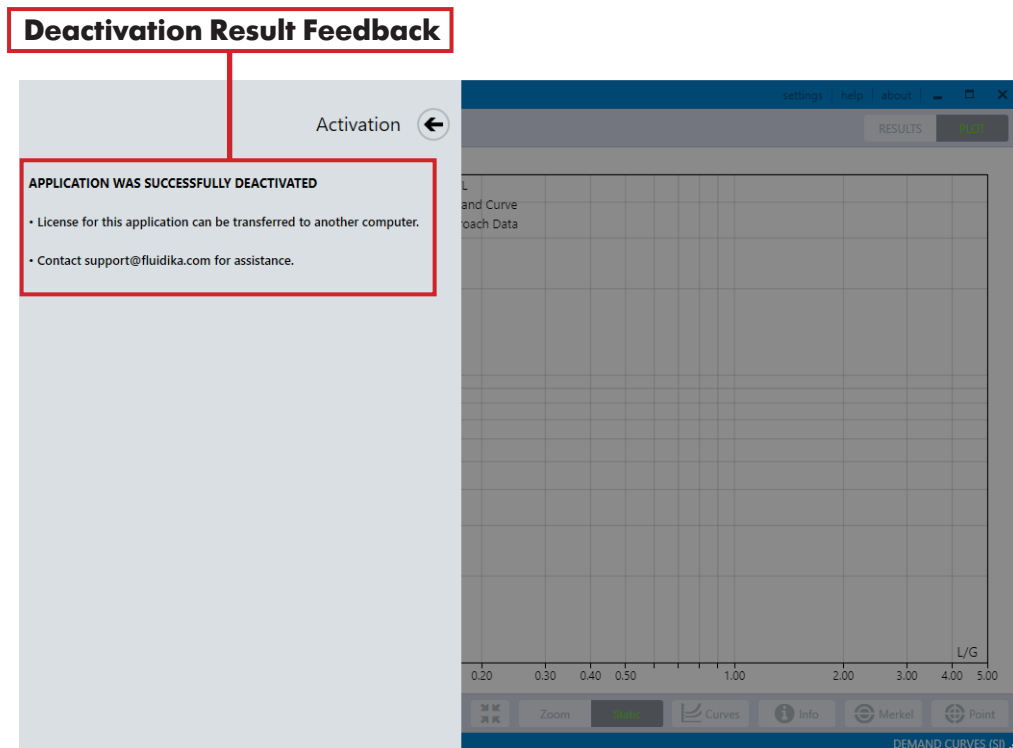 Deactivation Result Feedback
settings help about
Activation
RESULTS PLOT
APPLICATION WAS SUCCESSFULLY DEACTIVATED
• License for this application can be transferred to another computer.
• Contact support@fluidika.com for assistance.
L
and Curve
roach Data
L/G
0.20 0.30 0.40 0.50 1.00 2.00 3.00 4.00 5.00
Zoom Static Curves Info Merkel Point
DEMAND CURVES (SI)